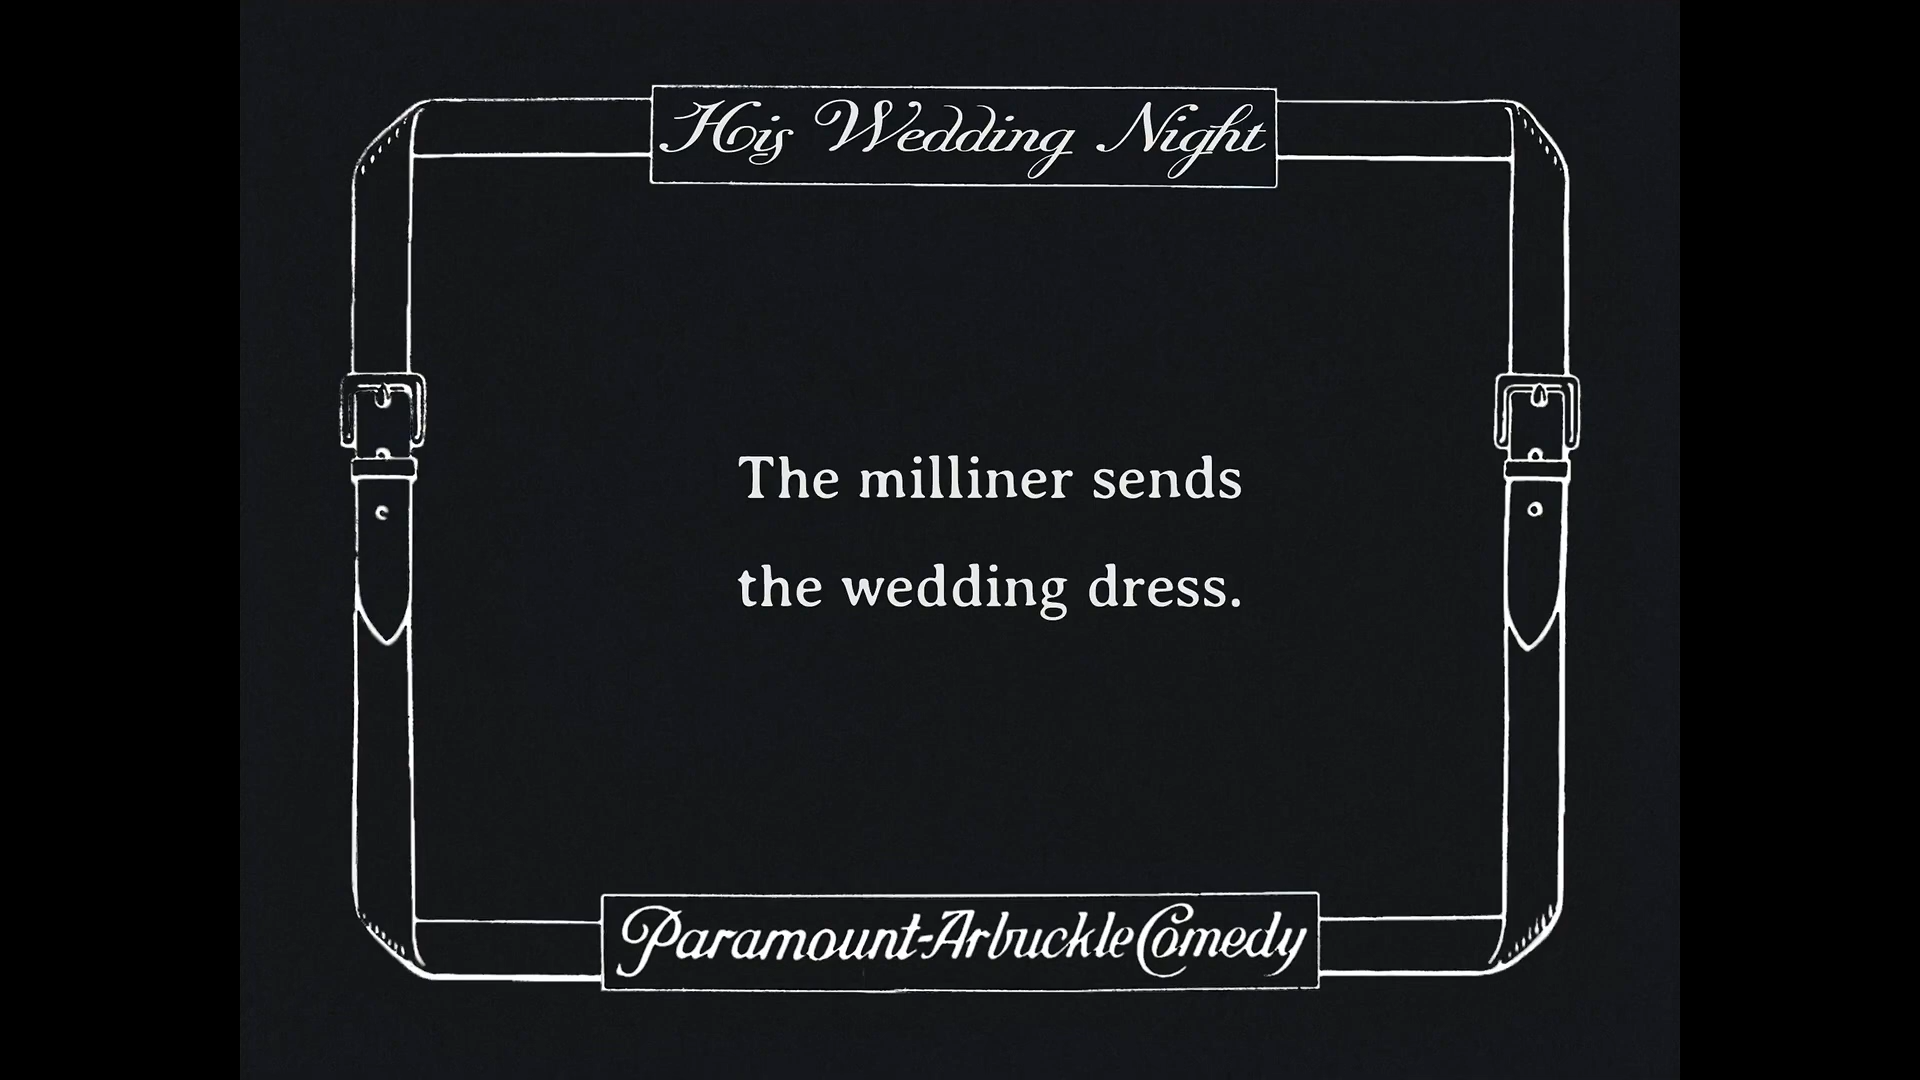 His Wedding Night
The milliner sends
the wedding dress.
Paramount-Arbuckle Comedy